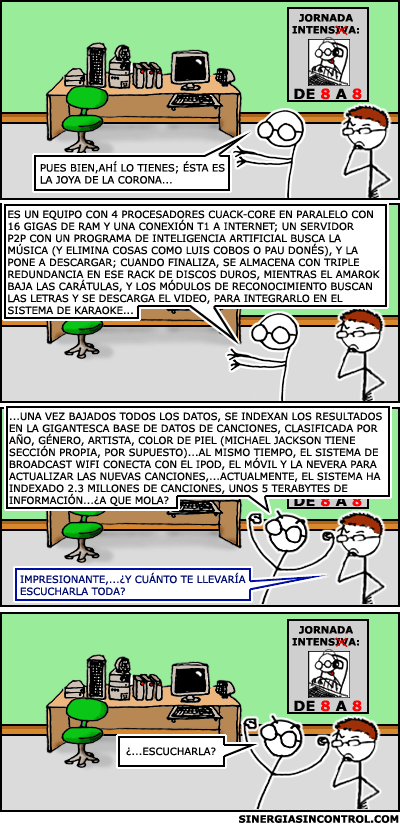 JORNADA
INTENSIVA:
DE 8 A 8
PUES BIEN,AHÍ LO TIENES; ÉSTA ES
LA JOYA DE LA CORONA...
ES UN EQUIPO CON 4 PROCESADORES CUACK-CORE EN PARALELO CON
16 GIGAS DE RAM Y UNA CONEXIÓN T1 A INTERNET; UN SERVIDOR
P2P CON UN PROGRAMA DE INTELIGENCIA ARTIFICIAL BUSCA LA
MÚSICA (Y ELIMINA COSAS COMO LUIS COBOS O PAU DONÉS), Y LA
PONE A DESCARGAR; CUANDO FINALIZA, SE ALMACENA CON TRIPLE
REDUNDANCIA EN ESE RACK DE DISCOS DUROS, MIENTRAS EL AMAROK
BAJA LAS CARÁTULAS, Y LOS MÓDULOS DE RECONOCIMIENTO BUSCAN
LAS LETRAS Y SE DESCARGA EL VIDEO, PARA INTEGRARLO EN EL
SISTEMA DE KARAOKE...
...UNA VEZ BAJADOS TODOS LOS DATOS, SE INDEXAN LOS RESULTADOS
EN LA GIGANTESCA BASE DE DATOS DE CANCIONES, CLASIFICADA POR
AÑO, GÉNERO, ARTISTA, COLOR DE PIEL (MICHAEL JACKSON TIENE
SECCIÓN PROPIA, POR SUPUESTO)...AL MISMO TIEMPO, EL SISTEMA DE
BROADCAST WIFI CONECTA CON EL IPOD, EL MÓVIL Y LA NEVERA PARA
ACTUALIZAR LAS NUEVAS CANCIONES,...ACTUALMENTE, EL SISTEMA HA
INDEXADO 2.3 MILLONES DE CANCIONES, UNOS 5 TERABYTES DE
INFORMACIÓN...¿A QUE MOLA?
DE 8 A 8
IMPRESIONANTE,...¿Y CUÁNTO TE LLEVARÍA
ESCUCHARLA TODA?
JORNADA
INTENSIVA:
DE 8 A 8
¿...ESCUCHARLA?
SINERGIASINCONTROL.COM